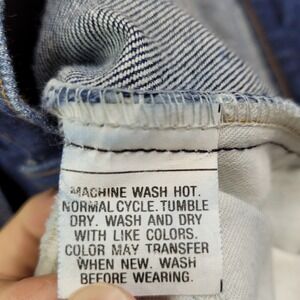 MACHINE WASH HOT.
NORMAL CYCLE. TUMBLE
DRY. WASH AND DRY
WITH LIKE COLORS.
COLOR MAY TRANSFER
WHEN NEW. WASH
BEFORE WEARING.